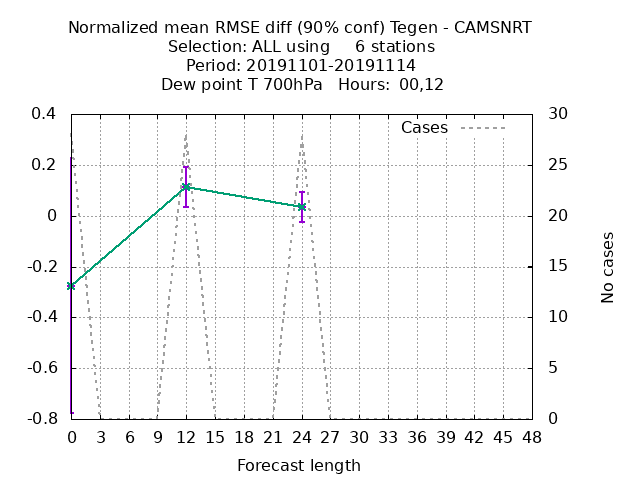 Normalized mean RMSE diff (90% conf) Tegen - CAMSNRT
Selection: ALL using     6 stations
Period: 20191101-20191114
Dew point T 700hPa   Hours:  00,12
Cases
0.4
0.2
0
-0.2
-0.4
-0.6
-0.8
30
25
20
15
10
5
0
No cases
0 3 6 9 12 15 18 21 24 27 30 33 36 39 42 45 48
Forecast length